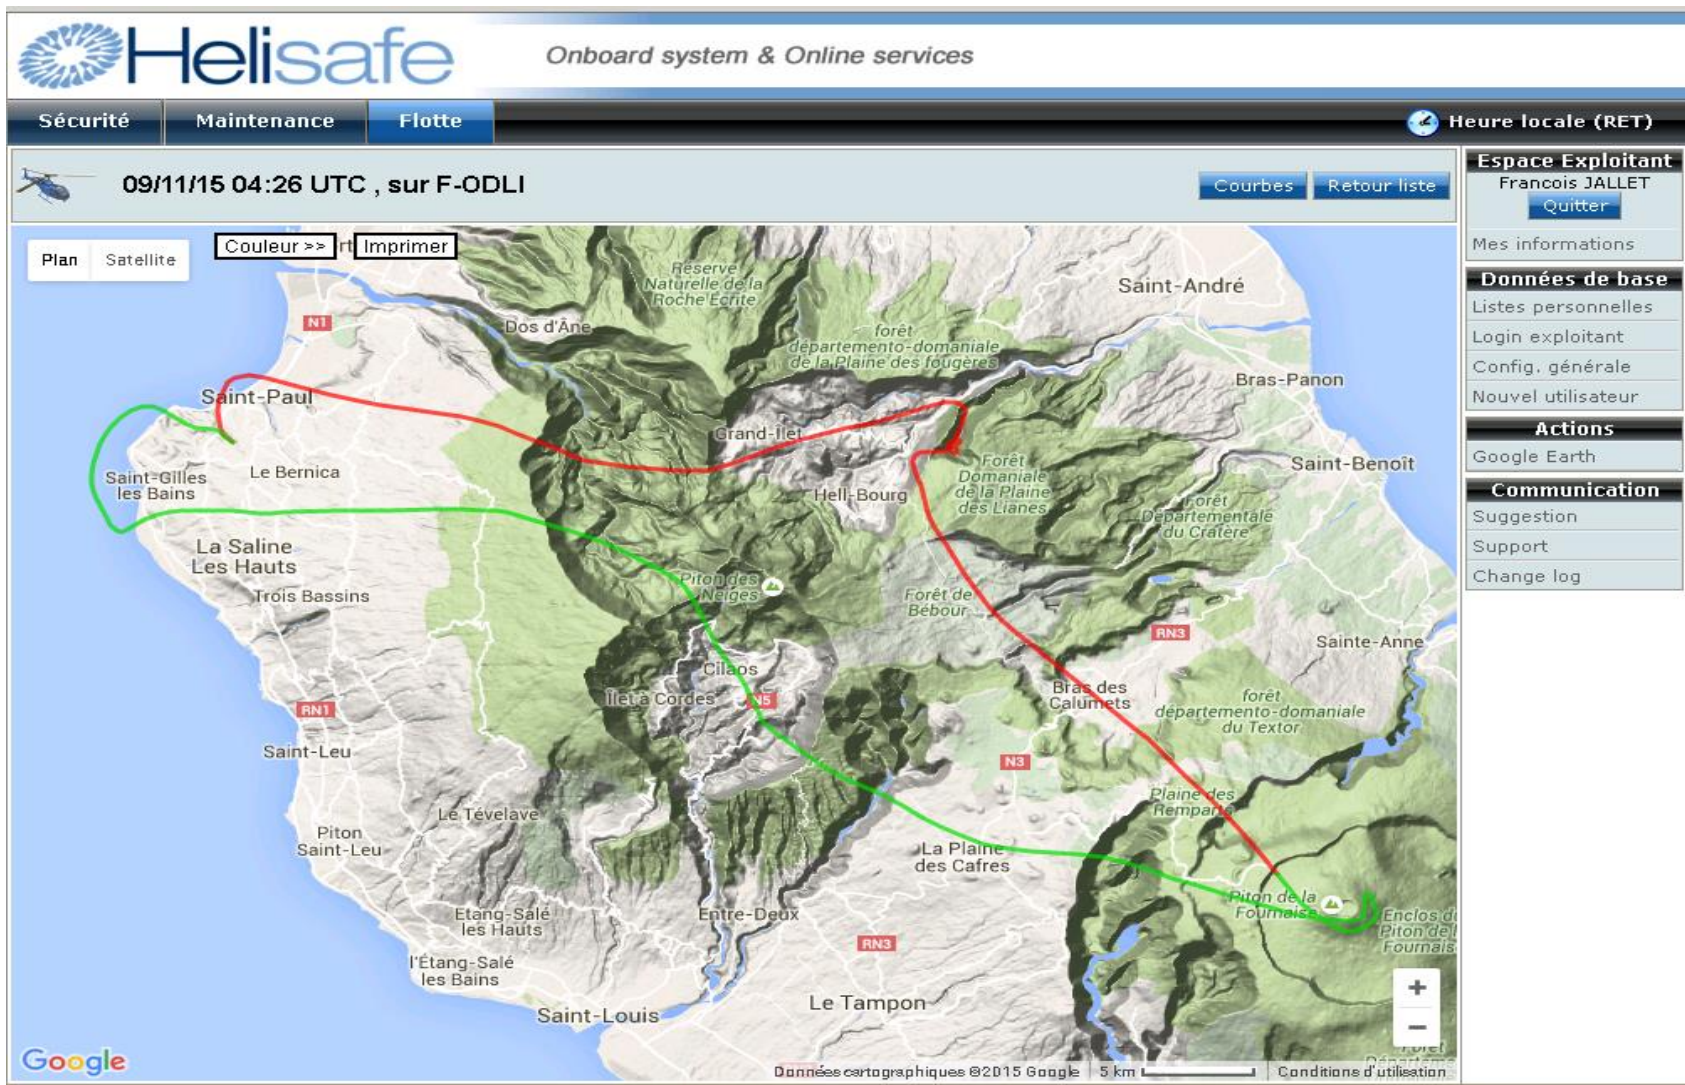 Helisafe
Onboard system & Online services
Sécurité
Maintenance
Flotte
Heure locale (RET)
09/11/15 04:26 UTC , sur F-ODLI
Courbes
Retour liste
Espace Exploitant
Francois JALLET
Quitter
Mes informations
Données de base
Listes personnelles
Login exploitant
Config. générale
Nouvel utilisateur
Actions
Google Earth
Communication
Suggestion
Support
Change log
Plan
Satellite
Couleur >>
Imprimer
Réserve
Naturelle de la
Roche Ecrite
Saint-André
N1
Dos d'Âne
forêt
départemento-domaniale
de la Plaine des fougères
Bras-Panon
Saint-Paul
Grand-Îlet
Saint-Gilles
les Bains
Le Bernica
Forêt
Domaniale
de la Plaine
des Lianes
Saint-Benoît
Hell-Bourg
Forêt
Départementale
du Cratère
La Saline
Les Hauts
Trois Bassins
Piton des
Neiges
Forêt de
Bébour
RN3
Sainte-Anne
Cilaos
Îlet à Cordes
N5
Bras des
Calumets
forêt
départemento-domaniale
du Textor
RN1
Saint-Leu
N3
Plaine des
Remparts
Le Tévelave
Piton
Saint-Leu
La Plaine
des Cafres
Piton de la
Fournaise
Etang-Salé
les Hauts
Entre-Deux
RN3
l'Étang-Salé
les Bains
Saint-Louis
Le Tampon
+
−
Google
Données cartographiques ©2015 Google
5 km
Conditions d'utilisation